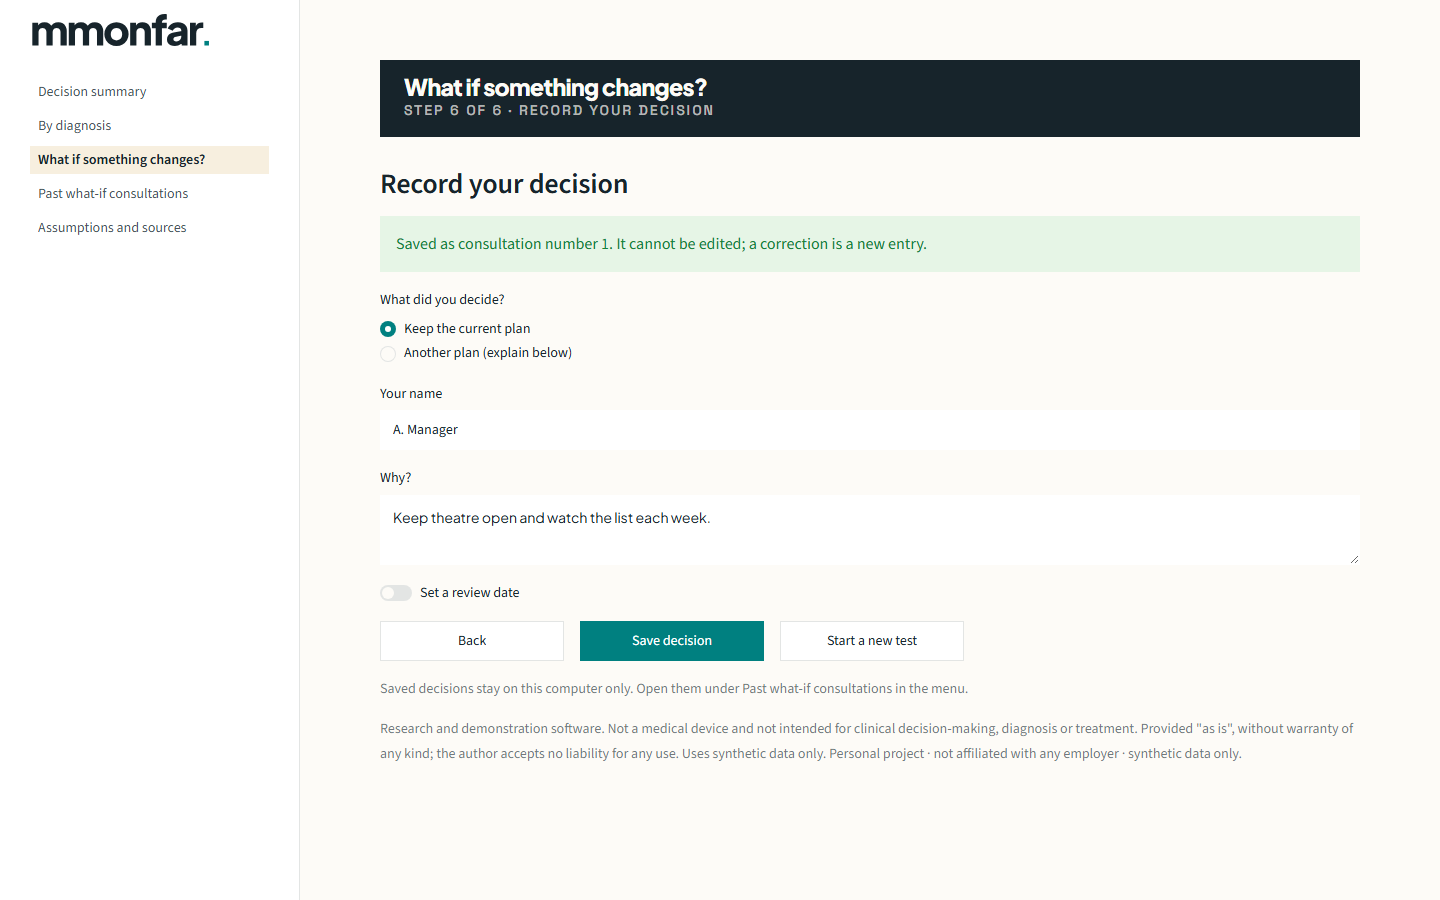 mmonfar.
Decision summary
By diagnosis
What if something changes?
Past what-if consultations
Assumptions and sources
What if something changes?
STEP 6 OF 6 · RECORD YOUR DECISION
Record your decision
Saved as consultation number 1. It cannot be edited; a correction is a new entry.
What did you decide?
Keep the current plan
Another plan (explain below)
Your name
A. Manager
Why?
Keep theatre open and watch the list each week.
Set a review date
Back
Save decision
Start a new test
Saved decisions stay on this computer only. Open them under Past what-if consultations in the menu.
Research and demonstration software. Not a medical device and not intended for clinical decision-making, diagnosis or treatment. Provided "as is", without warranty of
any kind; the author accepts no liability for any use. Uses synthetic data only. Personal project · not affiliated with any employer · synthetic data only.